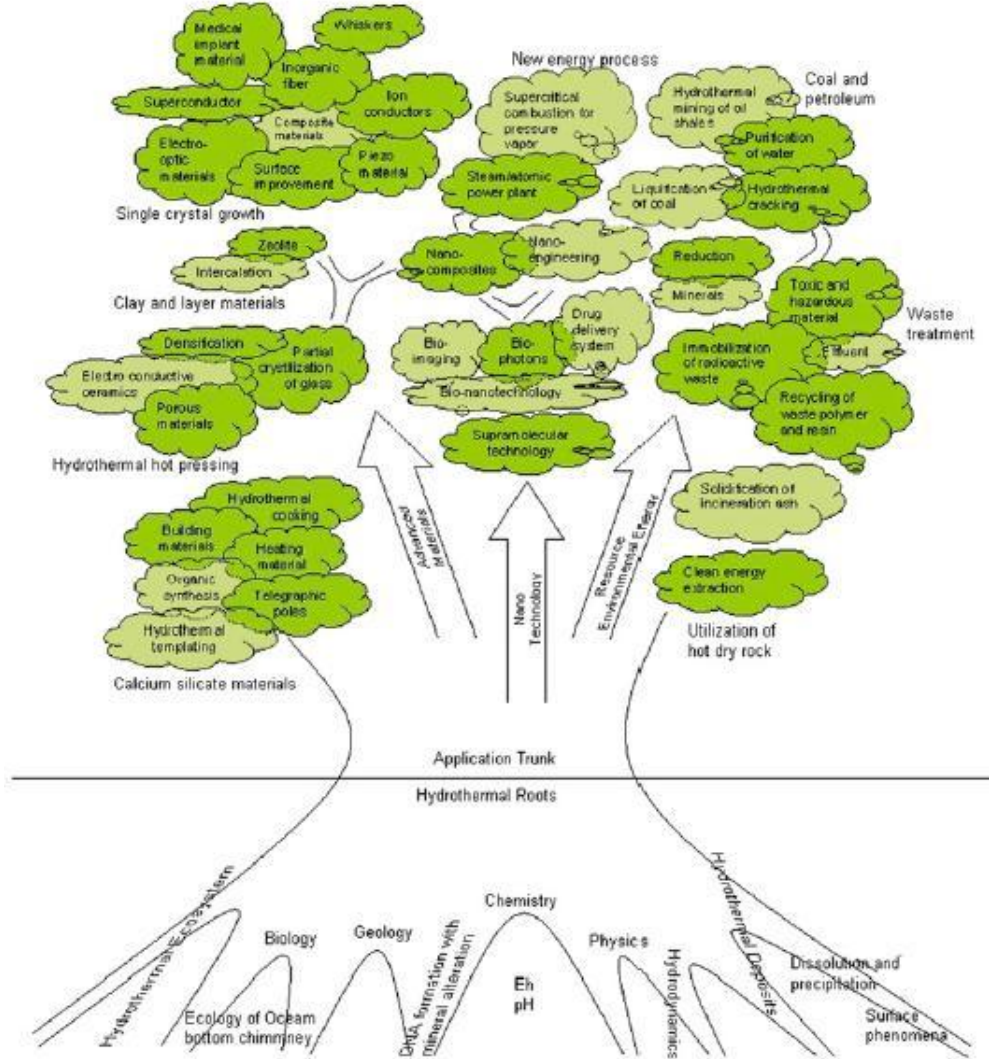 Medical
implant
material
Whiskers
Inorganic
fiber
Superconductor
Ion
conductors
Composite
materials
Electro-
optic
materials
Surface
improvement
Piezo
material
Single crystal growth
New energy process
Supercritical
combustion for
pressure
vapor
Steam/atomic
power plant
Coal and
petroleum
Hydrothermal
mining of oil
shales
Purification
of water
Liquification
of coal
Hydrothermal
cracking
Zeolite
Intercalation
Clay and layer materials
Nano-
composites
Nano-
engineering
Reduction
Minerals
Toxic and
hazardous
material
Waste
treatment
Effluent
Immobilization
of radioactive
waste
Recycling of
waste polymer
and resin
Densification
Partial
crystilization
of glass
Electro conductive
ceramics
Porous
materials
Hydrothermal hot pressing
Bio-
imaging
Bio-
photons
Drug
delivery
system
Bio-nanotechnology
Supramolecular
technology
Solidification of
incineration ash
Hydrothermal
cooking
Building
materials
Heating
material
Organic
synthesis
Telegraphic
poles
Hydrothermal
templating
Calcium silicate materials
Advanced
Materials
Nano
Technology
Resource
Environmental Energy
Clean energy
extraction
Utilization of
hot dry rock
Application Trunk
Hydrothermal Roots
Hydrothermal Ecosystem
Biology
Ecology of Oceam
bottom chimminey
Geology
DNA, formation with
mineral alteration
Chemistry
Eh
pH
Physics
Hydrodynamics
Hydrothermal Deposits
Dissolution and
precipitation
Surface
phenomena